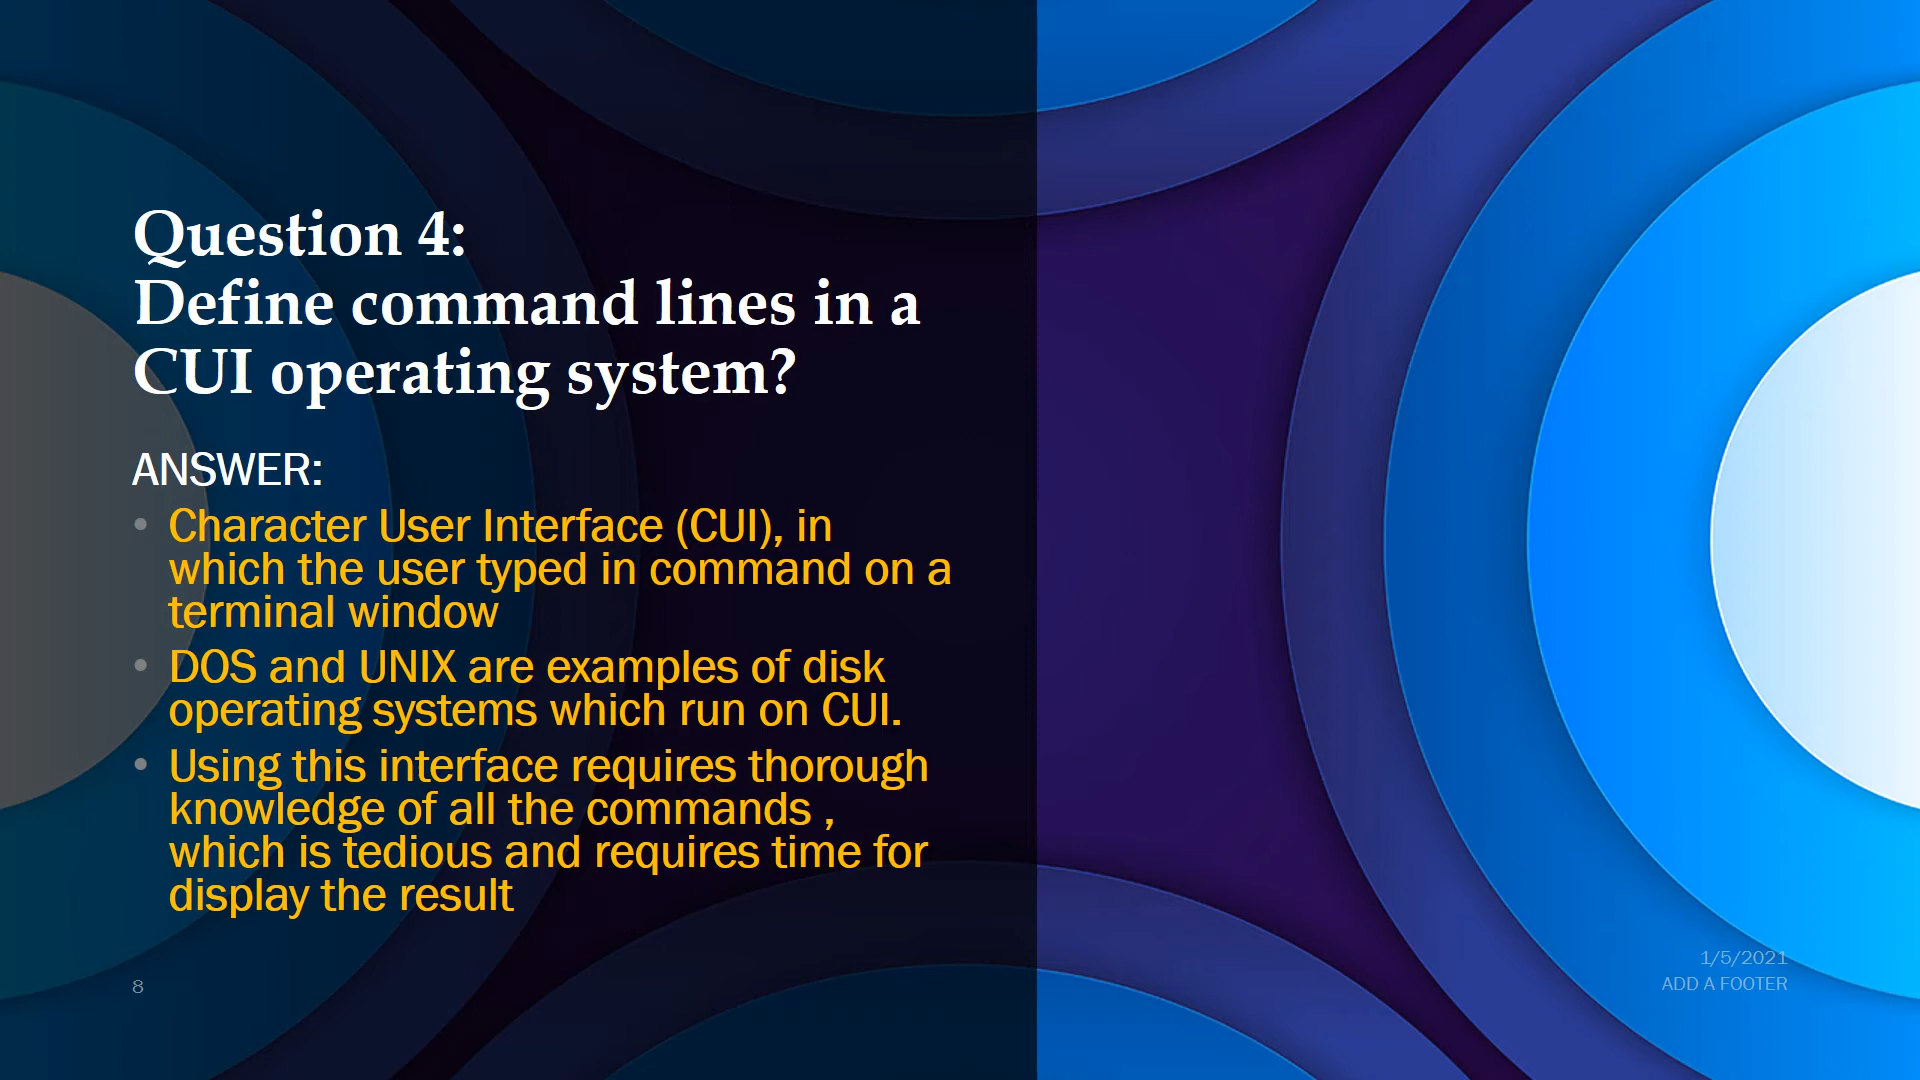 Question 4:
Define command lines in a
CUI operating system?
ANSWER:
• Character User Interface (CUI), in
which the user typed in command on a
terminal window
• DOS and UNIX are examples of disk
operating systems which run on CUI.
• Using this interface requires thorough
knowledge of all the commands ,
which is tedious and requires time for
display the result
8
1/5/2021
ADD A FOOTER